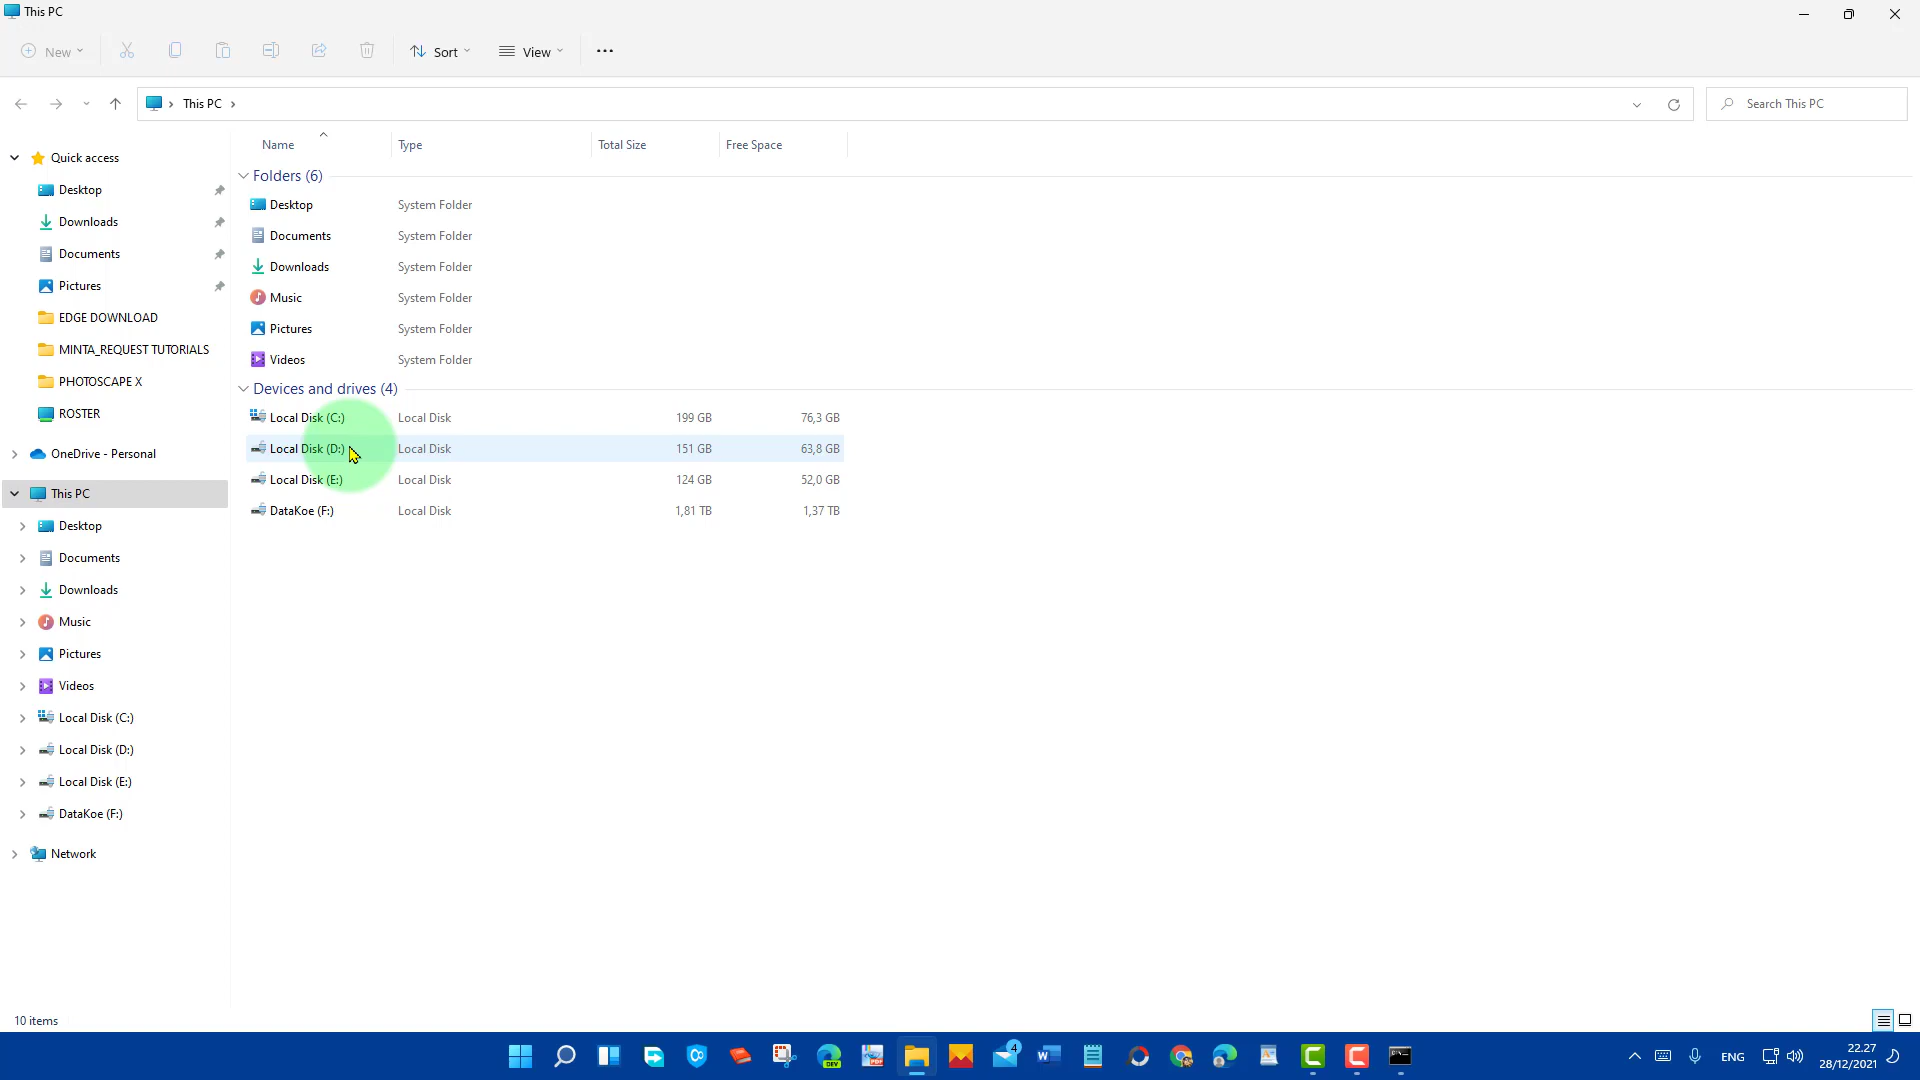 This PC
New
Sort
View
This PC
Search This PC
Name
Type
Total Size
Free Space
Quick access
Desktop
Downloads
Documents
Pictures
EDGE DOWNLOAD
MINTA_REQUEST TUTORIALS
PHOTOSCAPE X
ROSTER
OneDrive - Personal
This PC
Desktop
Documents
Downloads
Music
Pictures
Videos
Local Disk (C:)
Local Disk (D:)
Local Disk (E:)
DataKoe (F:)
Network
Folders (6)
Desktop System Folder
Documents System Folder
Downloads System Folder
Music System Folder
Pictures System Folder
Videos System Folder
Devices and drives (4)
Local Disk (C:) Local Disk 199 GB 76,3 GB
Local Disk (D:) Local Disk 151 GB 63,8 GB
Local Disk (E:) Local Disk 124 GB 52,0 GB
DataKoe (F:) Local Disk 1,81 TB 1,37 TB
10 items
DEV
PDF
4
W
ENG
22.27
28/12/2021